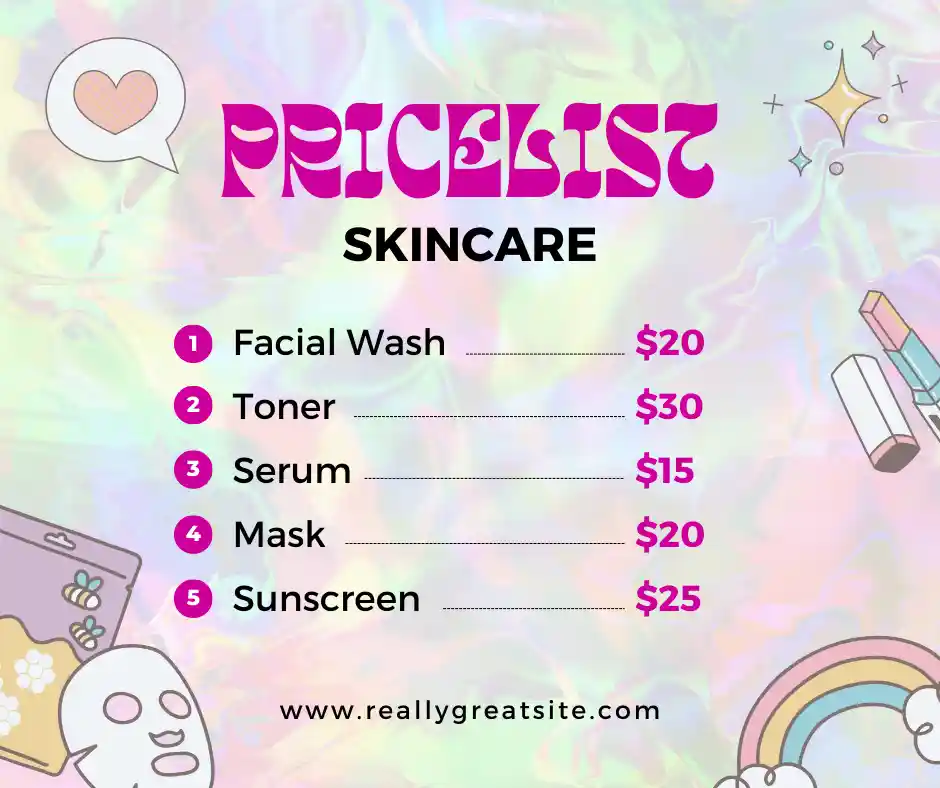 PRICELIST
SKINCARE
1 Facial Wash $20
2 Toner $30
3 Serum $15
4 Mask $20
5 Sunscreen $25
www.reallygreatsite.com